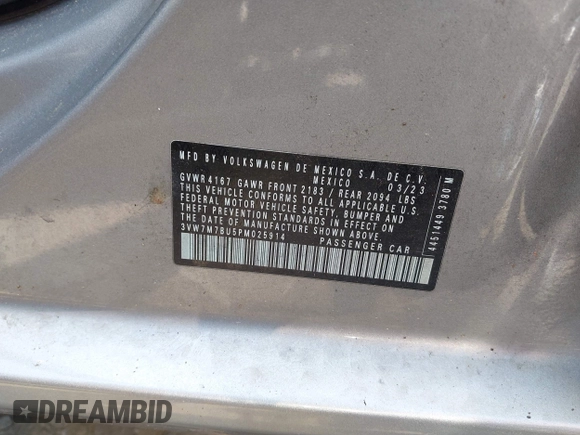 MFD BY VOLKSWAGEN DE MEXICO S.A. DE C.V.
MEXICO 03/23
GVWR 4167 GAWR FRONT 2183 / REAR 2094 LBS
THIS VEHICLE CONFORMS TO ALL APPLICABLE U.S.
FEDERAL MOTOR VEHICLE SAFETY, BUMPER AND
THEFT PREVENTION STANDARDS IN EFFECT ON
THE DATE OF MANUFACTURE SHOWN ABOVE.
3VW7M7BU5PM025914 PASSENGER CAR
4451449 3780 M
DREAMBID